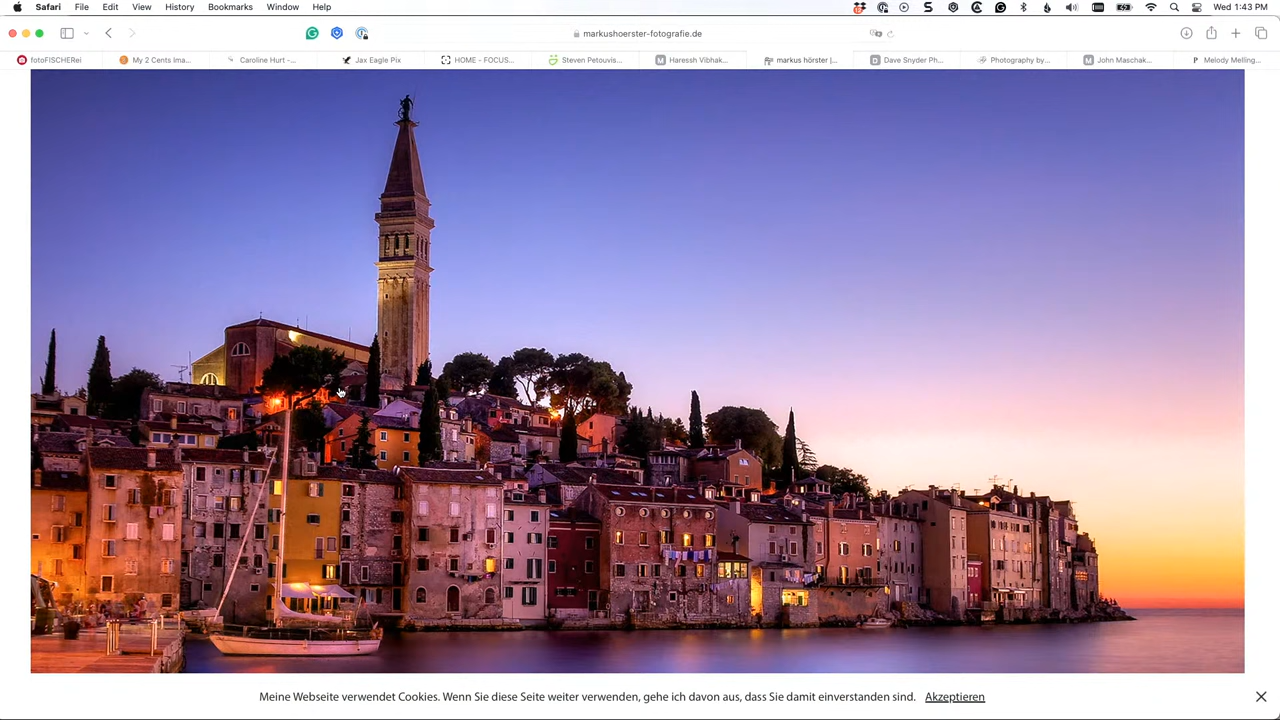 Safari File Edit View History Bookmarks Window Help Wed 1:43 PM
markushoerster-fotografie.de
fotoFISCHERei My 2 Cents Ima... Caroline Hurt -... Jax Eagle Pix HOME - FOCUS... Steven Petouvis... Haressh Vibhak... markus hörster |... Dave Snyder Ph... Photography by... John Maschak... Melody Melling...
Meine Webseite verwendet Cookies. Wenn Sie diese Seite weiter verwenden, gehe ich davon aus, dass Sie damit einverstanden sind. Akzeptieren